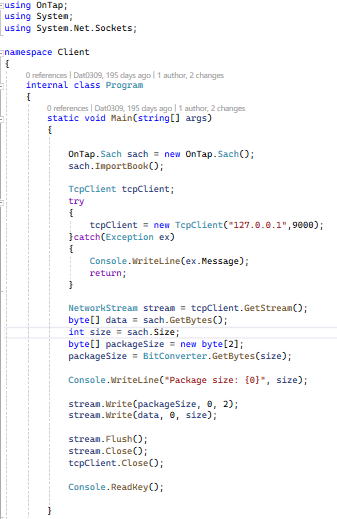 using OnTap;
using System;
using System.Net.Sockets;
namespace Client
{
0 references | Dat0309, 195 days ago | 1 author, 2 changes
internal class Program
{
0 references | Dat0309, 195 days ago | 1 author, 2 changes
static void Main(string[] args)
{
OnTap.Sach sach = new OnTap.Sach();
sach.ImportBook();
TcpClient tcpClient;
try
{
tcpClient = new TcpClient("127.0.0.1",9000);
}catch(Exception ex)
{
Console.WriteLine(ex.Message);
return;
}
NetworkStream stream = tcpClient.GetStream();
byte[] data = sach.GetBytes();
int size = sach.Size;
byte[] packageSize = new byte[2];
packageSize = BitConverter.GetBytes(size);
Console.WriteLine("Package size: {0}", size);
stream.Write(packageSize, 0, 2);
stream.Write(data, 0, size);
stream.Flush();
stream.Close();
tcpClient.Close();
Console.ReadKey();
}